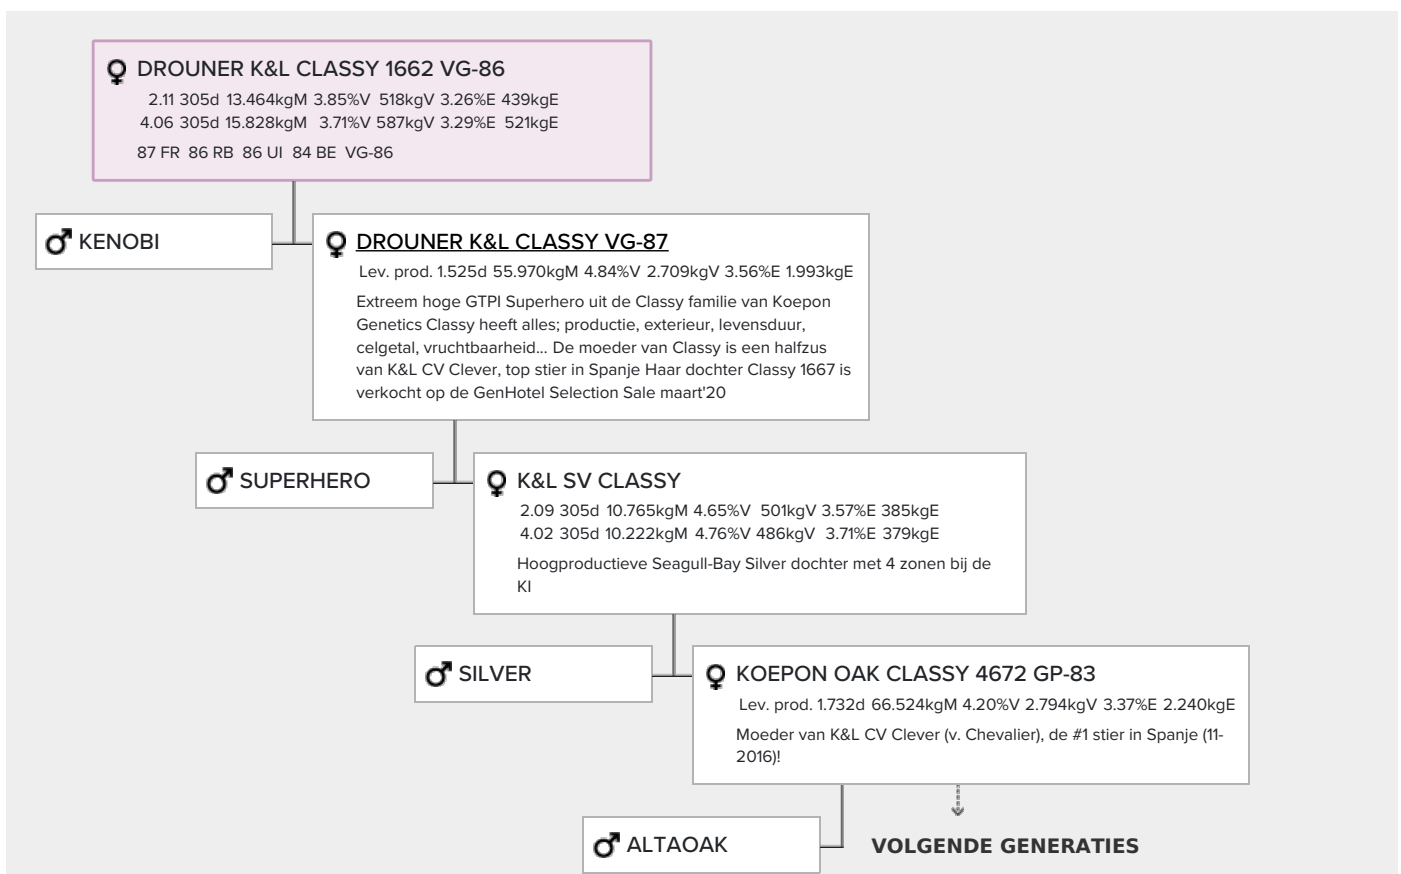 DROUNER K&L CLASSY 1662 VG-86
2.11 305d 13.464kgM 3.85%V 518kgV 3.26%E 439kgE
4.06 305d 15.828kgM 3.71%V 587kgV 3.29%E 521kgE
87 FR 86 RB 86 UI 84 BE VG-86
KENOBI
DROUNER K&L CLASSY VG-87
Lev. prod. 1.525d 55.970kgM 4.84%V 2.709kgV 3.56%E 1.993kgE
Extreem hoge GTPI Superhero uit de Classy familie van Koepon
Genetics Classy heeft alles; productie, exterieur, levensduur,
celgetal, vruchtbaarheid... De moeder van Classy is een halfzus
van K&L CV Clever, top stier in Spanje Haar dochter Classy 1667 is
verkocht op de GenHotel Selection Sale maart'20
SUPERHERO
K&L SV CLASSY
2.09 305d 10.765kgM 4.65%V 501kgV 3.57%E 385kgE
4.02 305d 10.222kgM 4.76%V 486kgV 3.71%E 379kgE
Hoogproductieve Seagull-Bay Silver dochter met 4 zonen bij de
KI
SILVER
KOEPON OAK CLASSY 4672 GP-83
Lev. prod. 1.732d 66.524kgM 4.20%V 2.794kgV 3.37%E 2.240kgE
Moeder van K&L CV Clever (v. Chevalier), de #1 stier in Spanje (11-
2016)!
ALTAOAK
VOLGENDE GENERATIES